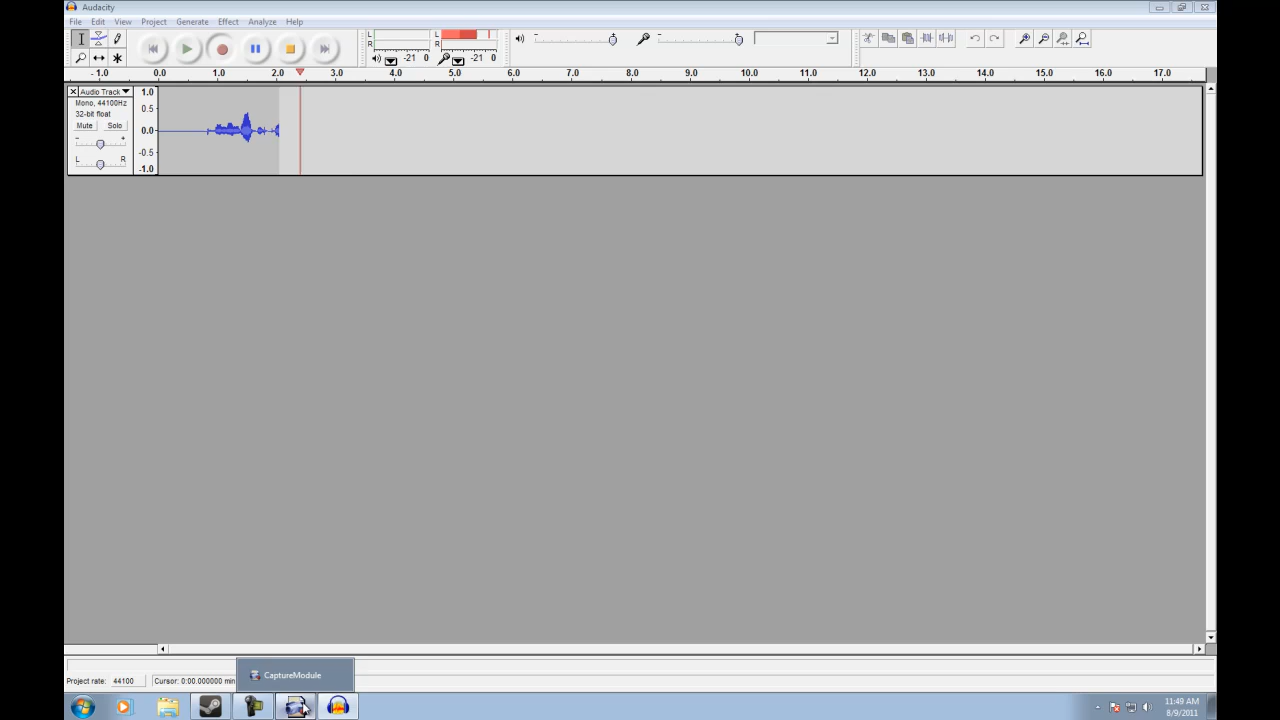 Audacity
File Edit View Project Generate Effect Analyze Help
L
R
L
R
-21 0
-21 0
- +
- +
- 1.0 0.0 1.0 2.0 3.0 4.0 5.0 6.0 7.0 8.0 9.0 10.0 11.0 12.0 13.0 14.0 15.0 16.0 17.0
Audio Track
Mono, 44100Hz
32-bit float
Mute Solo
- +
L R
1.0
0.5
0.0
-0.5
-1.0
CaptureModule
Project rate: 44100
Cursor: 0:00.000000 min
11:49 AM
8/9/2011